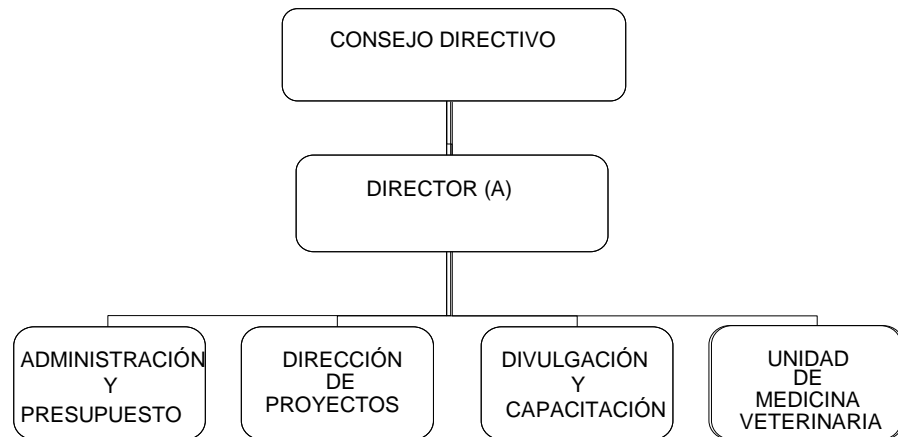 CONSEJO DIRECTIVO
DIRECTOR (A)
ADMINISTRACIÓN
Y
PRESUPUESTO
DIRECCIÓN
DE
PROYECTOS
DIVULGACIÓN
Y
CAPACITACIÓN
UNIDAD
DE
MEDICINA
VETERINARIA